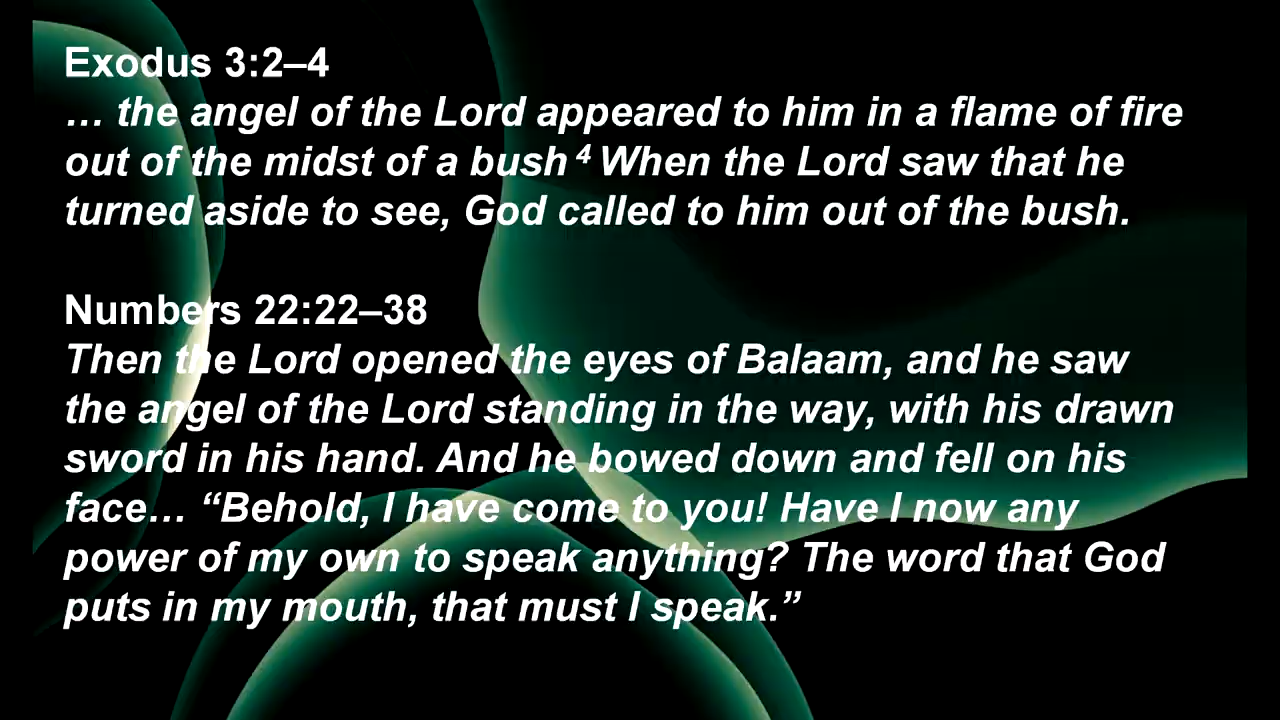 Exodus 3:2–4
… the angel of the Lord appeared to him in a flame of fire
out of the midst of a bush ⁴ When the Lord saw that he
turned aside to see, God called to him out of the bush.
Numbers 22:22–38
Then the Lord opened the eyes of Balaam, and he saw
the angel of the Lord standing in the way, with his drawn
sword in his hand. And he bowed down and fell on his
face… “Behold, I have come to you! Have I now any
power of my own to speak anything? The word that God
puts in my mouth, that must I speak.”